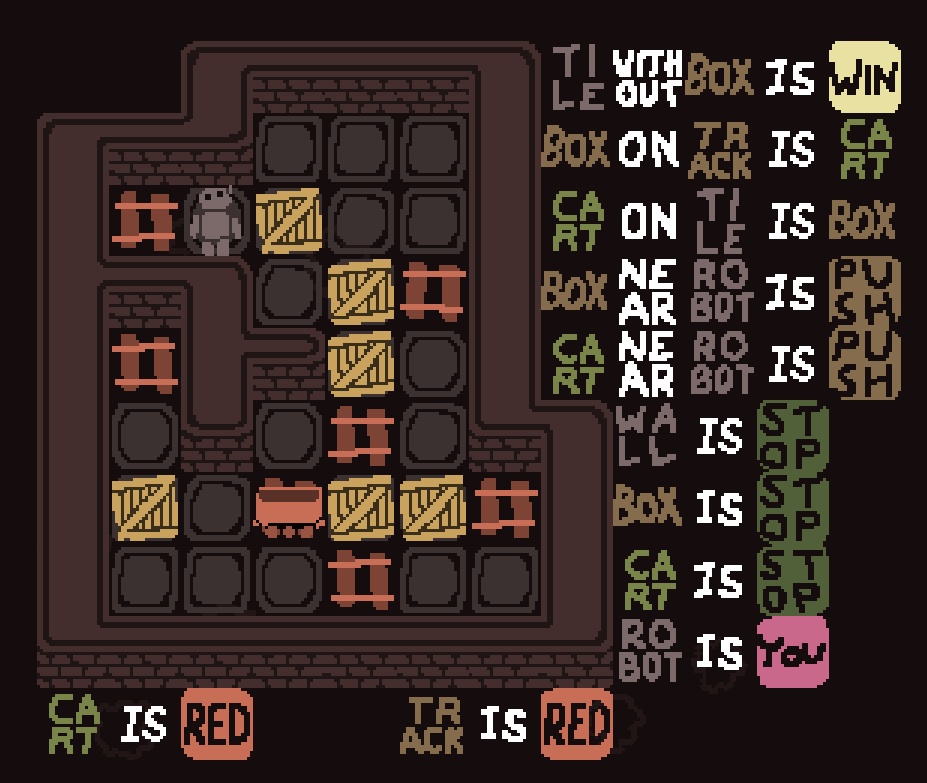 TILE WITHOUT BOX IS WIN
BOX ON TRACK IS CART
CART ON TILE IS BOX
BOX NEAR ROBOT IS PUSH
CART NEAR ROBOT IS PUSH
WALL IS STOP
BOX IS STOP
CART IS STOP
ROBOT IS YOU
CART IS RED TRACK IS RED